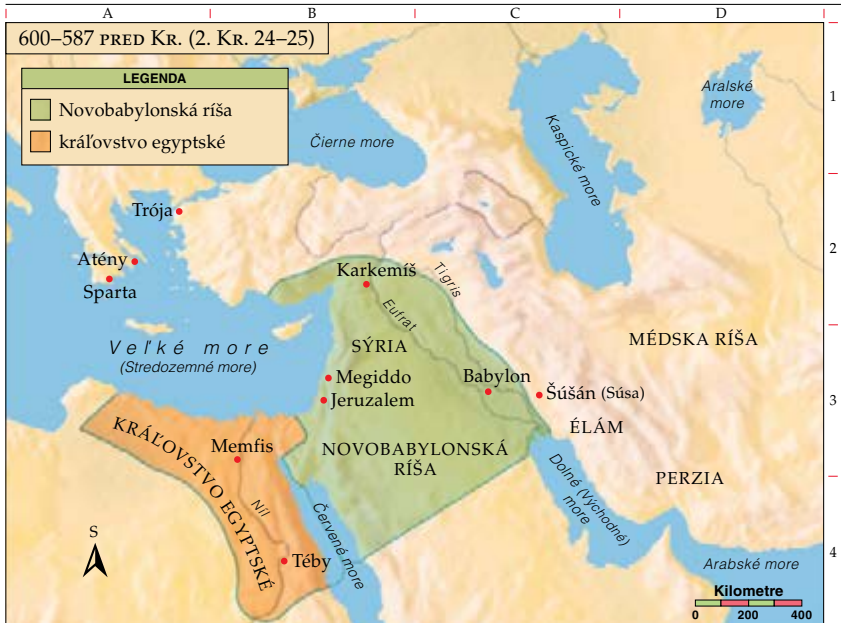 A
B
C
D
600–587 PRED KR. (2. KR. 24–25)
LEGENDA
Novobabylonská ríša
kráľovstvo egyptské
1
2
3
4
Čierne more
Kaspické more
Aralské
more
Trója
Atény
Sparta
Karkemíš
Tigris
Eufrat
SÝRIA
Veľké more
(Stredozemné more)
MÉDSKA RÍŠA
Megiddo
Jeruzalem
Babylon
Šúšán (Súsa)
ÉLÁM
KRÁĽOVSTVO EGYPTSKÉ
Memfis
NOVOBABYLONSKÁ
RÍŠA
PERZIA
Níl
Dolné (Východné)
more
Červené more
Téby
S
Arabské more
Kilometre
0 200 400